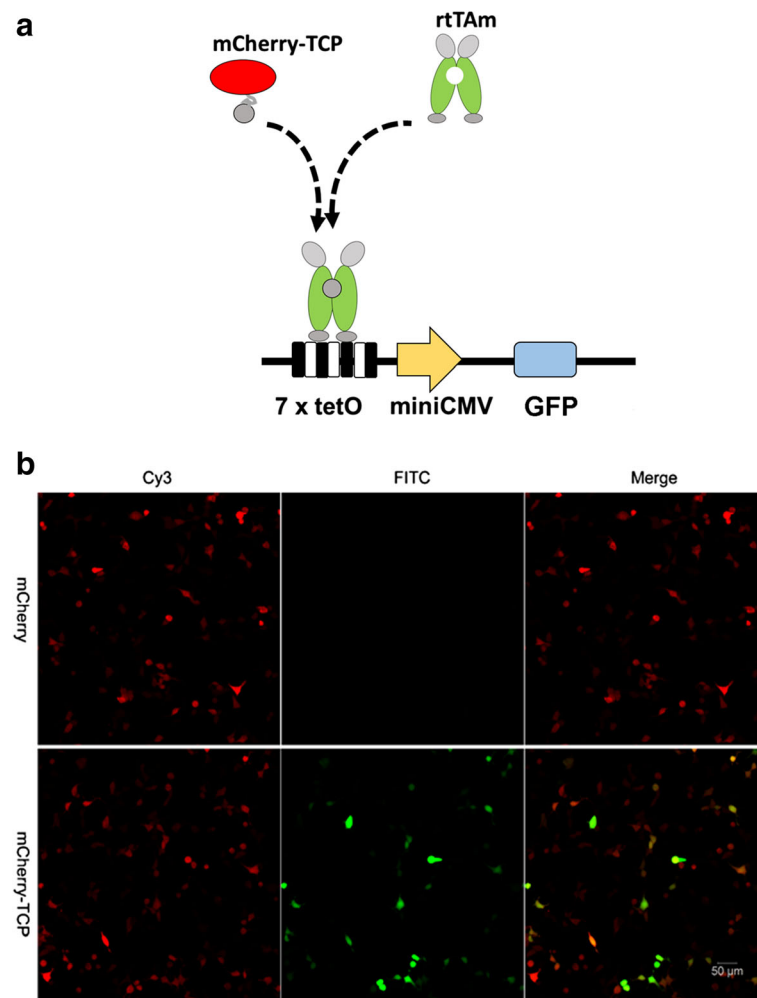 a
mCherry-TCP
rtTAm
7 x tetO
miniCMV
GFP
b
Cy3
FITC
Merge
mCherry
mCherry-TCP
50 µm